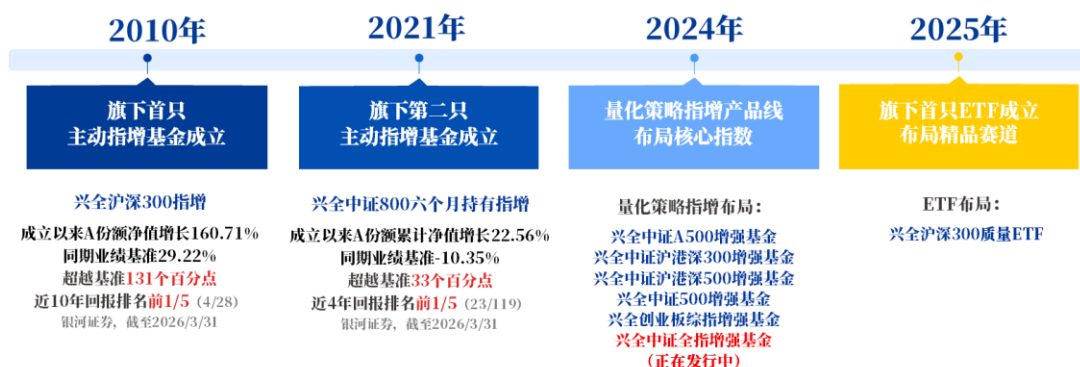 2010年
旗下首只
主动指增基金成立
兴全沪深300指增
成立以来A份额净值增长160.71%
同期业绩基准29.22%
超越基准131个百分点
近10年回报排名前1/5（4/28）
银河证券，截至2026/3/31
2021年
旗下第二只
主动指增基金成立
兴全中证800六个月持有指增
成立以来A份额累计净值增长22.56%
同期业绩基准-10.35%
超越基准33个百分点
近4年回报排名前1/5（23/119）
银河证券，截至2026/3/31
2024年
量化策略指增产品线
布局核心指数
量化策略指增布局：
兴全中证A500增强基金
兴全中证沪港深300增强基金
兴全中证沪港深500增强基金
兴全中证500增强基金
兴全创业板综指增强基金
兴全中证全指增强基金
（正在发行中）
2025年
旗下首只ETF成立
布局精品赛道
ETF布局：
兴全沪深300质量ETF